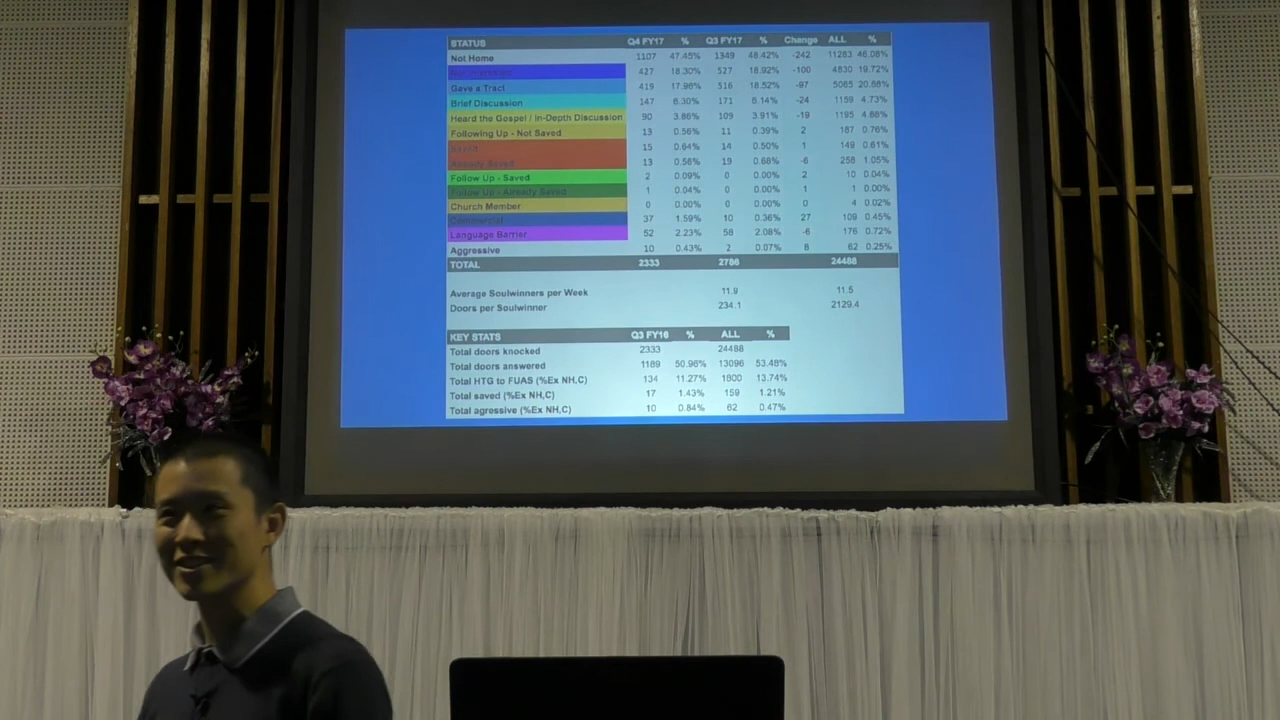 STATUS Q4 FY17 % Q3 FY17 % Change ALL %
Not Home 1107 47.45% 1349 48.42% -242 11283 46.08%
427 18.30% 527 18.92% -100 4830 19.72%
Gave a Tract 419 17.96% 516 18.52% -97 5065 20.68%
Brief Discussion 147 6.30% 171 6.14% -24 1159 4.73%
Heard the Gospel / In-Depth Discussion 90 3.86% 109 3.91% -19 1195 4.88%
Following Up - Not Saved 13 0.56% 11 0.39% 2 187 0.76%
Saved 15 0.64% 14 0.50% 1 149 0.61%
Already Saved 13 0.56% 19 0.68% -6 258 1.05%
Follow Up - Saved 2 0.09% 0 0.00% 2 10 0.04%
Follow Up - Already Saved 1 0.04% 0 0.00% 1 1 0.00%
Church Member 0 0.00% 0 0.00% 0 4 0.02%
Commercial 37 1.59% 10 0.36% 27 109 0.45%
Language Barrier 52 2.23% 58 2.08% -6 176 0.72%
Aggressive 10 0.43% 2 0.07% 8 62 0.25%
TOTAL 2333 2786 24488
Average Soulwinners per Week 11.9 11.5
Doors per Soulwinner 234.1 2129.4
KEY STATS Q3 FY16 % ALL %
Total doors knocked 2333 24488
Total doors answered 1189 50.96% 13096 53.48%
Total HTG to FUAS (%Ex NH,C) 134 11.27% 1800 13.74%
Total saved (%Ex NH,C) 17 1.43% 159 1.21%
Total agressive (%Ex NH,C) 10 0.84% 62 0.47%